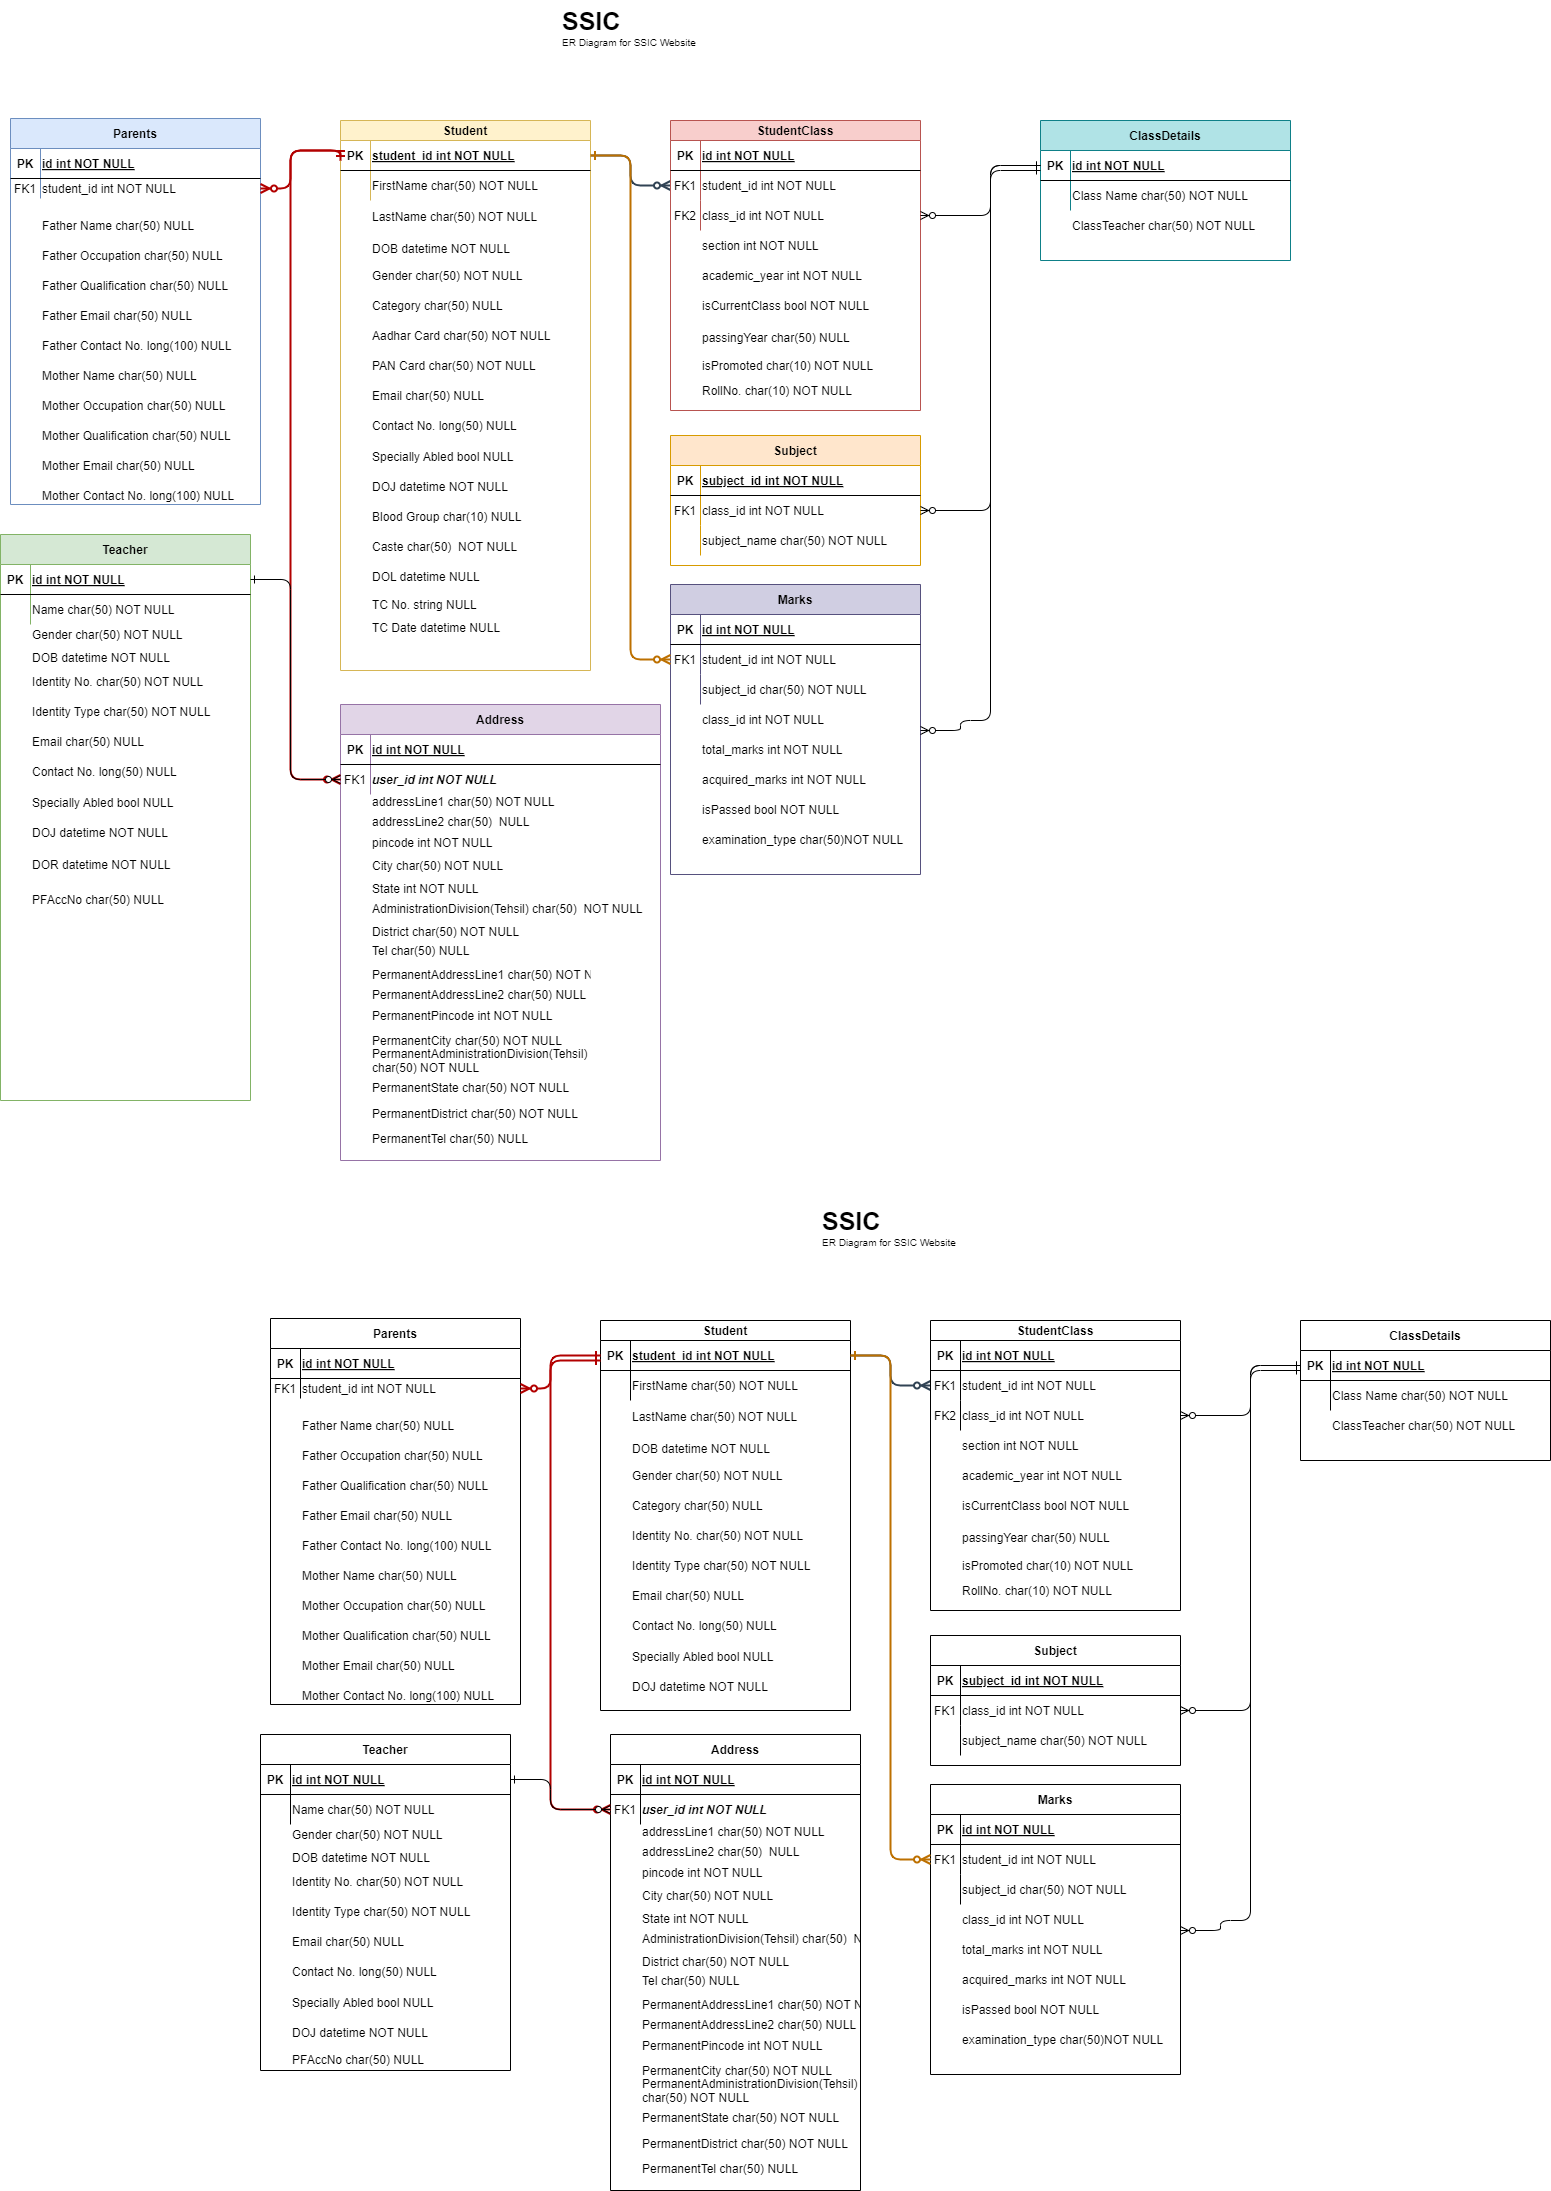 SSIC
ER Diagram for SSIC Website
Parents
PK id int NOT NULL
FK1 student_id int NOT NULL
Father Name char(50) NULL
Father Occupation char(50) NULL
Father Qualification char(50) NULL
Father Email char(50) NULL
Father Contact No. long(100) NULL
Mother Name char(50) NULL
Mother Occupation char(50) NULL
Mother Qualification char(50) NULL
Mother Email char(50) NULL
Mother Contact No. long(100) NULL
Student
PK student_id int NOT NULL
FirstName char(50) NOT NULL
LastName char(50) NOT NULL
DOB datetime NOT NULL
Gender char(50) NOT NULL
Category char(50) NULL
Aadhar Card char(50) NOT NULL
PAN Card char(50) NOT NULL
Email char(50) NULL
Contact No. long(50) NULL
Specially Abled bool NULL
DOJ datetime NOT NULL
Blood Group char(10) NULL
Caste char(50)  NOT NULL
DOL datetime NULL
TC No. string NULL
TC Date datetime NULL
StudentClass
PK id int NOT NULL
FK1 student_id int NOT NULL
FK2 class_id int NOT NULL
section int NOT NULL
academic_year int NOT NULL
isCurrentClass bool NOT NULL
passingYear char(50) NULL
isPromoted char(10) NOT NULL
RollNo. char(10) NOT NULL
ClassDetails
PK id int NOT NULL
Class Name char(50) NOT NULL
ClassTeacher char(50) NOT NULL
Subject
PK subject_id int NOT NULL
FK1 class_id int NOT NULL
subject_name char(50) NOT NULL
Teacher
PK id int NOT NULL
Name char(50) NOT NULL
Gender char(50) NOT NULL
DOB datetime NOT NULL
Identity No. char(50) NOT NULL
Identity Type char(50) NOT NULL
Email char(50) NULL
Contact No. long(50) NULL
Specially Abled bool NULL
DOJ datetime NOT NULL
DOR datetime NOT NULL
PFAccNo char(50) NULL
Marks
PK id int NOT NULL
FK1 student_id int NOT NULL
subject_id char(50) NOT NULL
class_id int NOT NULL
total_marks int NOT NULL
acquired_marks int NOT NULL
isPassed bool NOT NULL
examination_type char(50)NOT NULL
Address
PK id int NOT NULL
FK1 user_id int NOT NULL
addressLine1 char(50) NOT NULL
addressLine2 char(50)  NULL
pincode int NOT NULL
City char(50) NOT NULL
State int NOT NULL
AdministrationDivision(Tehsil) char(50)  NOT NULL
District char(50) NOT NULL
Tel char(50) NULL
PermanentAddressLine1 char(50) NOT N
PermanentAddressLine2 char(50) NULL
PermanentPincode int NOT NULL
PermanentCity char(50) NOT NULL
PermanentAdministrationDivision(Tehsil)
char(50) NOT NULL
PermanentState char(50) NOT NULL
PermanentDistrict char(50) NOT NULL
PermanentTel char(50) NULL
SSIC
ER Diagram for SSIC Website
Parents
PK id int NOT NULL
FK1 student_id int NOT NULL
Father Name char(50) NULL
Father Occupation char(50) NULL
Father Qualification char(50) NULL
Father Email char(50) NULL
Father Contact No. long(100) NULL
Mother Name char(50) NULL
Mother Occupation char(50) NULL
Mother Qualification char(50) NULL
Mother Email char(50) NULL
Mother Contact No. long(100) NULL
Student
PK student_id int NOT NULL
FirstName char(50) NOT NULL
LastName char(50) NOT NULL
DOB datetime NOT NULL
Gender char(50) NOT NULL
Category char(50) NULL
Identity No. char(50) NOT NULL
Identity Type char(50) NOT NULL
Email char(50) NULL
Contact No. long(50) NULL
Specially Abled bool NULL
DOJ datetime NOT NULL
StudentClass
PK id int NOT NULL
FK1 student_id int NOT NULL
FK2 class_id int NOT NULL
section int NOT NULL
academic_year int NOT NULL
isCurrentClass bool NOT NULL
passingYear char(50) NULL
isPromoted char(10) NOT NULL
RollNo. char(10) NOT NULL
ClassDetails
PK id int NOT NULL
Class Name char(50) NOT NULL
ClassTeacher char(50) NOT NULL
Subject
PK subject_id int NOT NULL
FK1 class_id int NOT NULL
subject_name char(50) NOT NULL
Teacher
PK id int NOT NULL
Name char(50) NOT NULL
Gender char(50) NOT NULL
DOB datetime NOT NULL
Identity No. char(50) NOT NULL
Identity Type char(50) NOT NULL
Email char(50) NULL
Contact No. long(50) NULL
Specially Abled bool NULL
DOJ datetime NOT NULL
PFAccNo char(50) NULL
Address
PK id int NOT NULL
FK1 user_id int NOT NULL
addressLine1 char(50) NOT NULL
addressLine2 char(50)  NULL
pincode int NOT NULL
City char(50) NOT NULL
State int NOT NULL
AdministrationDivision(Tehsil) char(50)  N
District char(50) NOT NULL
Tel char(50) NULL
PermanentAddressLine1 char(50) NOT N
PermanentAddressLine2 char(50) NULL
PermanentPincode int NOT NULL
PermanentCity char(50) NOT NULL
PermanentAdministrationDivision(Tehsil)
char(50) NOT NULL
PermanentState char(50) NOT NULL
PermanentDistrict char(50) NOT NULL
PermanentTel char(50) NULL
Marks
PK id int NOT NULL
FK1 student_id int NOT NULL
subject_id char(50) NOT NULL
class_id int NOT NULL
total_marks int NOT NULL
acquired_marks int NOT NULL
isPassed bool NOT NULL
examination_type char(50)NOT NULL